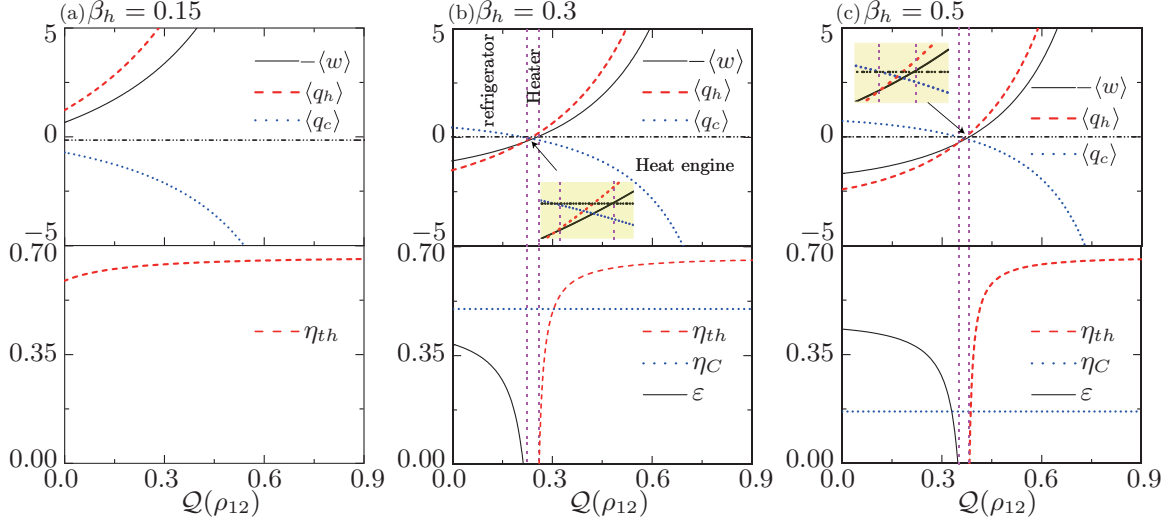 (a) βh = 0.15
(b) βh = 0.3
(c) βh = 0.5
5
0
−5
−⟨w⟩
⟨qh⟩
⟨qc⟩
refrigerator
Heater
Heat engine
−⟨w⟩
⟨qh⟩
⟨qc⟩
5
0
−5
−⟨w⟩
⟨qh⟩
⟨qc⟩
5
0
−5
0.70
0.35
0.00
ηth
0.0 0.3 0.6 0.9
Q(ρ12)
0.70
0.35
0.00
ηth
ηC
ε
0.0 0.3 0.6 0.9
Q(ρ12)
0.70
0.35
0.00
ηth
ηC
ε
0.0 0.3 0.6 0.9
Q(ρ12)